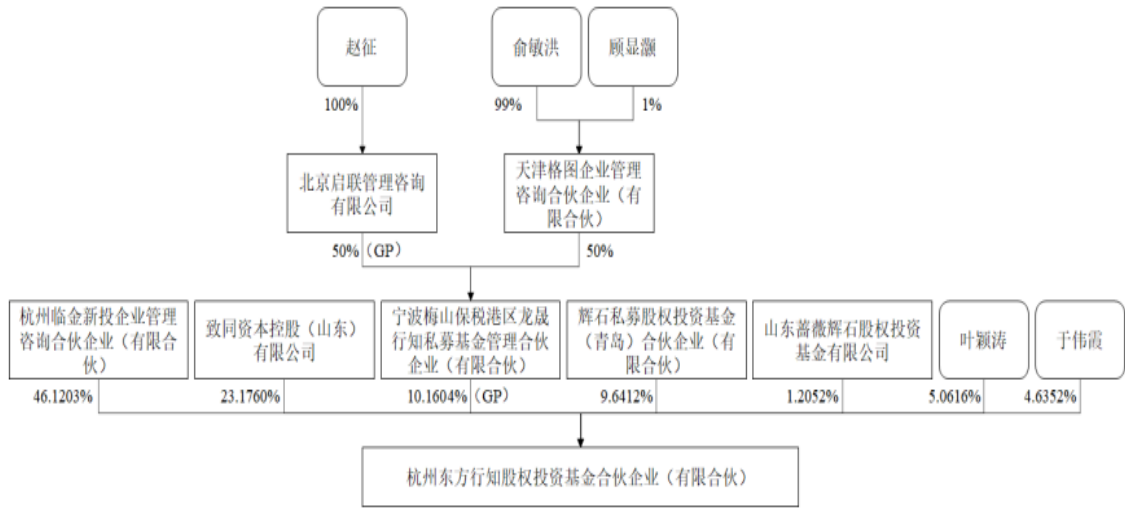 赵征
俞敏洪
顾显灏
100%
99%
1%
北京启联管理咨询
有限公司
天津格图企业管理
咨询合伙企业（有
限合伙）
50%（GP）
50%
杭州临金新投企业管理
咨询合伙企业（有限合
伙）
致同资本控股（山东）
有限公司
宁波梅山保税港区龙晟
行知私募基金管理合伙
企业（有限合伙）
辉石私募股权投资基金
（青岛）合伙企业（有
限合伙）
山东蔷薇辉石股权投资
基金有限公司
叶颖涛
于伟霞
46.1203%
23.1760%
10.1604%（GP）
9.6412%
1.2052%
5.0616%
4.6352%
杭州东方行知股权投资基金合伙企业（有限合伙）